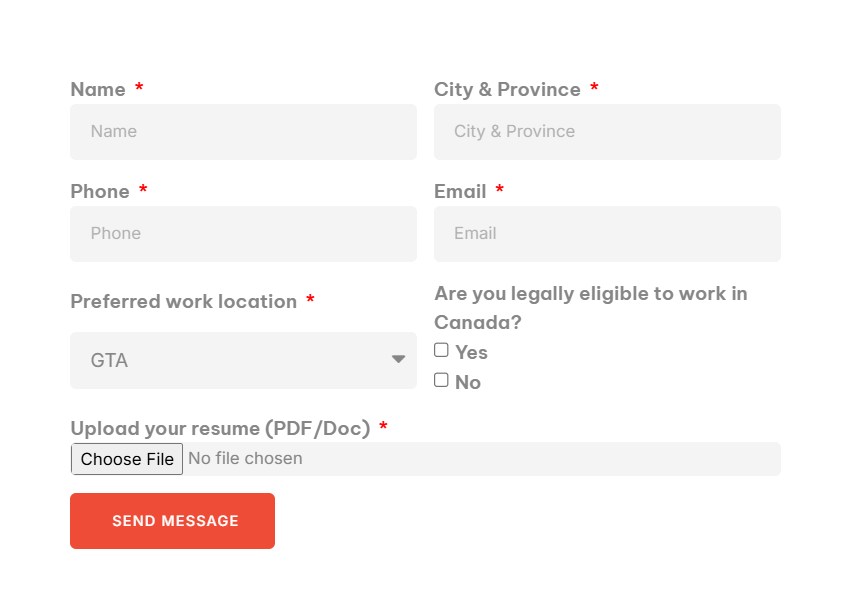 Name *
Name
City & Province *
City & Province
Phone *
Phone
Email *
Email
Preferred work location *
GTA
Are you legally eligible to work in
Canada?
Yes
No
Upload your resume (PDF/Doc) *
Choose File No file chosen
SEND MESSAGE